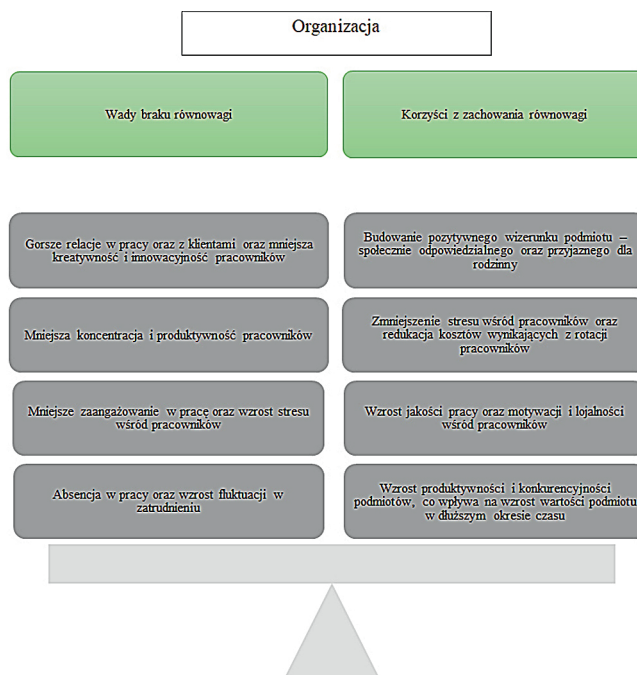 Organizacja
Wady braku równowagi
Korzyści z zachowania równowagi
Gorsze relacje w pracy oraz z klientami oraz mniejsza
kreatywność i innowacyjność pracowników
Budowanie pozytywnego wizerunku podmiotu –
społecznie odpowiedzialnego oraz przyjaznego dla
rodzinny
Mniejsza koncentracja i produktywność pracowników
Zmniejszenie stresu wśród pracowników oraz
redukacja kosztów wynikających z rotacji
pracowników
Mniejsze zaangażowanie w pracę oraz wzrost stresu
wśród pracowników
Wzrost jakości pracy oraz motywacji i lojalności
wśród pracowników
Absencja w pracy oraz wzrost fluktuacji w
zatrudnieniu
Wzrost produktywności i konkurencyjności
podmiotów, co wpływa na wzrost wartości podmiotu
w dłuższym okresie czasu